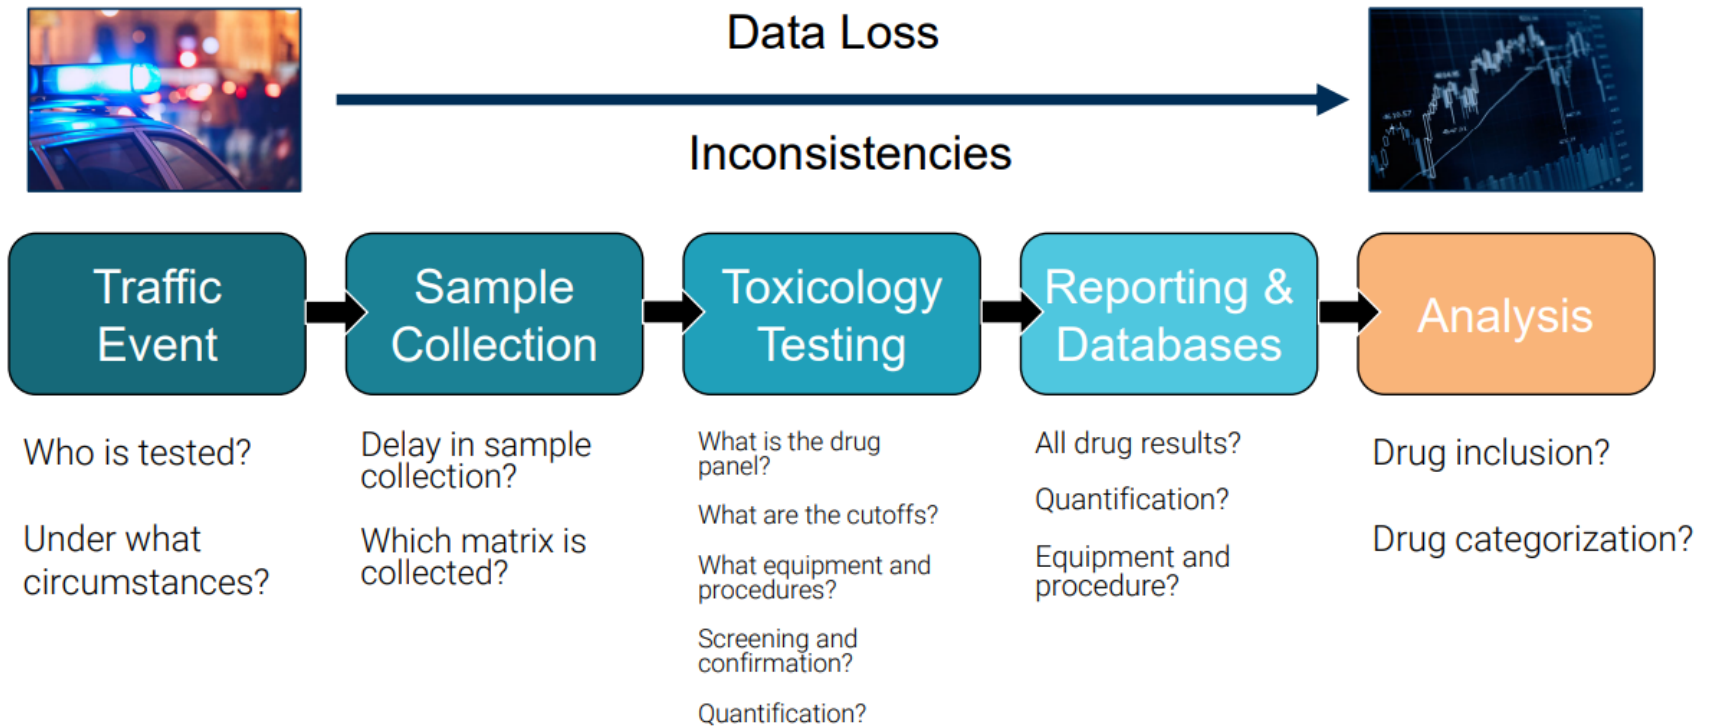 Data Loss
Inconsistencies
Traffic
Event
Sample
Collection
Toxicology
Testing
Reporting &
Databases
Analysis
Who is tested?
Under what
circumstances?
Delay in sample
collection?
Which matrix is
collected?
What is the drug
panel?
What are the cutoffs?
What equipment and
procedures?
Screening and
confirmation?
Quantification?
All drug results?
Quantification?
Equipment and
procedure?
Drug inclusion?
Drug categorization?